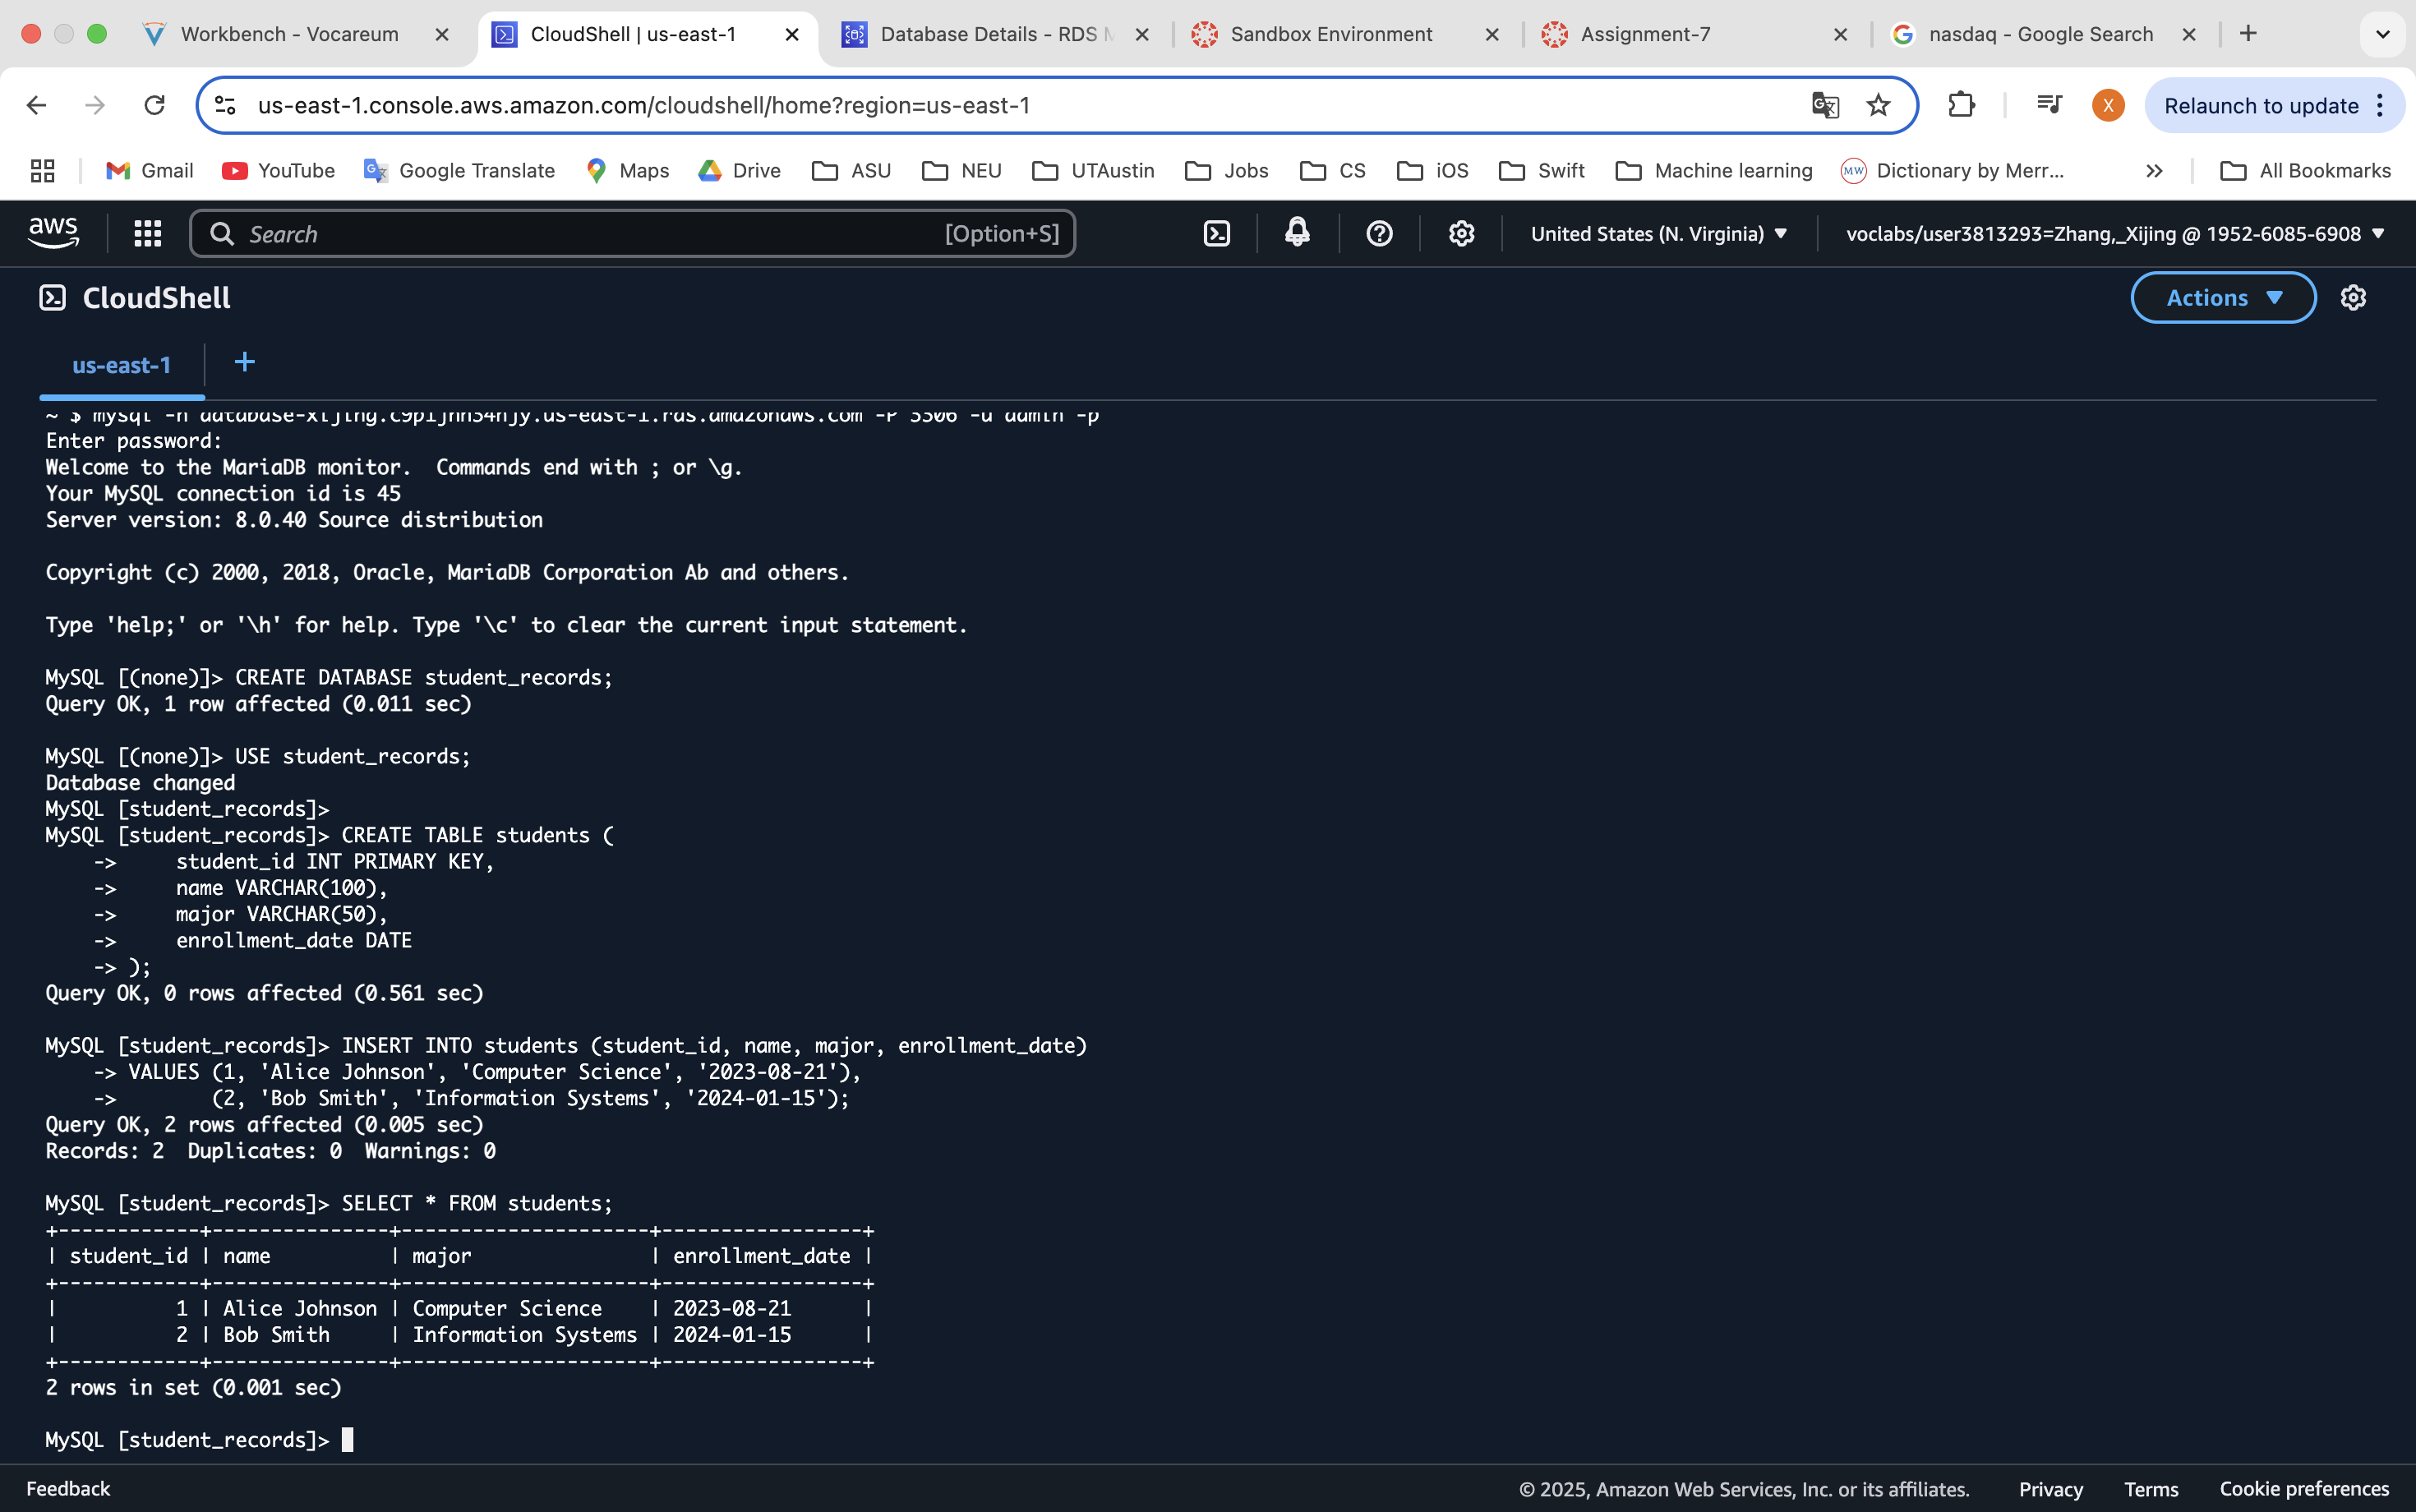 Workbench - Vocareum
CloudShell | us-east-1
Database Details - RDS M
Sandbox Environment
Assignment-7
nasdaq - Google Search
us-east-1.console.aws.amazon.com/cloudshell/home?region=us-east-1
X
Relaunch to update
Gmail
YouTube
Google Translate
Maps
Drive
ASU
NEU
UTAustin
Jobs
CS
iOS
Swift
Machine learning
MW
Dictionary by Merr...
All Bookmarks
aws
Search
[Option+S]
United States (N. Virginia)
voclabs/user3813293=Zhang,_Xijing @ 1952-6085-6908
CloudShell
Actions
us-east-1
~ $ mysql -h .us-east-1.rds.amazonaws.com -P 3306 -u admin -p
Enter password:
Welcome to the MariaDB monitor.  Commands end with ; or \g.
Your MySQL connection id is 45
Server version: 8.0.40 Source distribution
Copyright (c) 2000, 2018, Oracle, MariaDB Corporation Ab and others.
Type 'help;' or '\h' for help. Type '\c' to clear the current input statement.
MySQL [(none)]> CREATE DATABASE student_records;
Query OK, 1 row affected (0.011 sec)
MySQL [(none)]> USE student_records;
Database changed
MySQL [student_records]>
MySQL [student_records]> CREATE TABLE students (
    ->     student_id INT PRIMARY KEY,
    ->     name VARCHAR(100),
    ->     major VARCHAR(50),
    ->     enrollment_date DATE
    -> );
Query OK, 0 rows affected (0.561 sec)
MySQL [student_records]> INSERT INTO students (student_id, name, major, enrollment_date)
    -> VALUES (1, 'Alice Johnson', 'Computer Science', '2023-08-21'),
    ->        (2, 'Bob Smith', 'Information Systems', '2024-01-15');
Query OK, 2 rows affected (0.005 sec)
Records: 2  Duplicates: 0  Warnings: 0
MySQL [student_records]> SELECT * FROM students;
+------------+---------------+---------------------+-----------------+
| student_id | name          | major               | enrollment_date |
+------------+---------------+---------------------+-----------------+
|          1 | Alice Johnson | Computer Science    | 2023-08-21      |
|          2 | Bob Smith     | Information Systems | 2024-01-15      |
+------------+---------------+---------------------+-----------------+
2 rows in set (0.001 sec)
MySQL [student_records]>
Feedback
© 2025, Amazon Web Services, Inc. or its affiliates.
Privacy
Terms
Cookie preferences